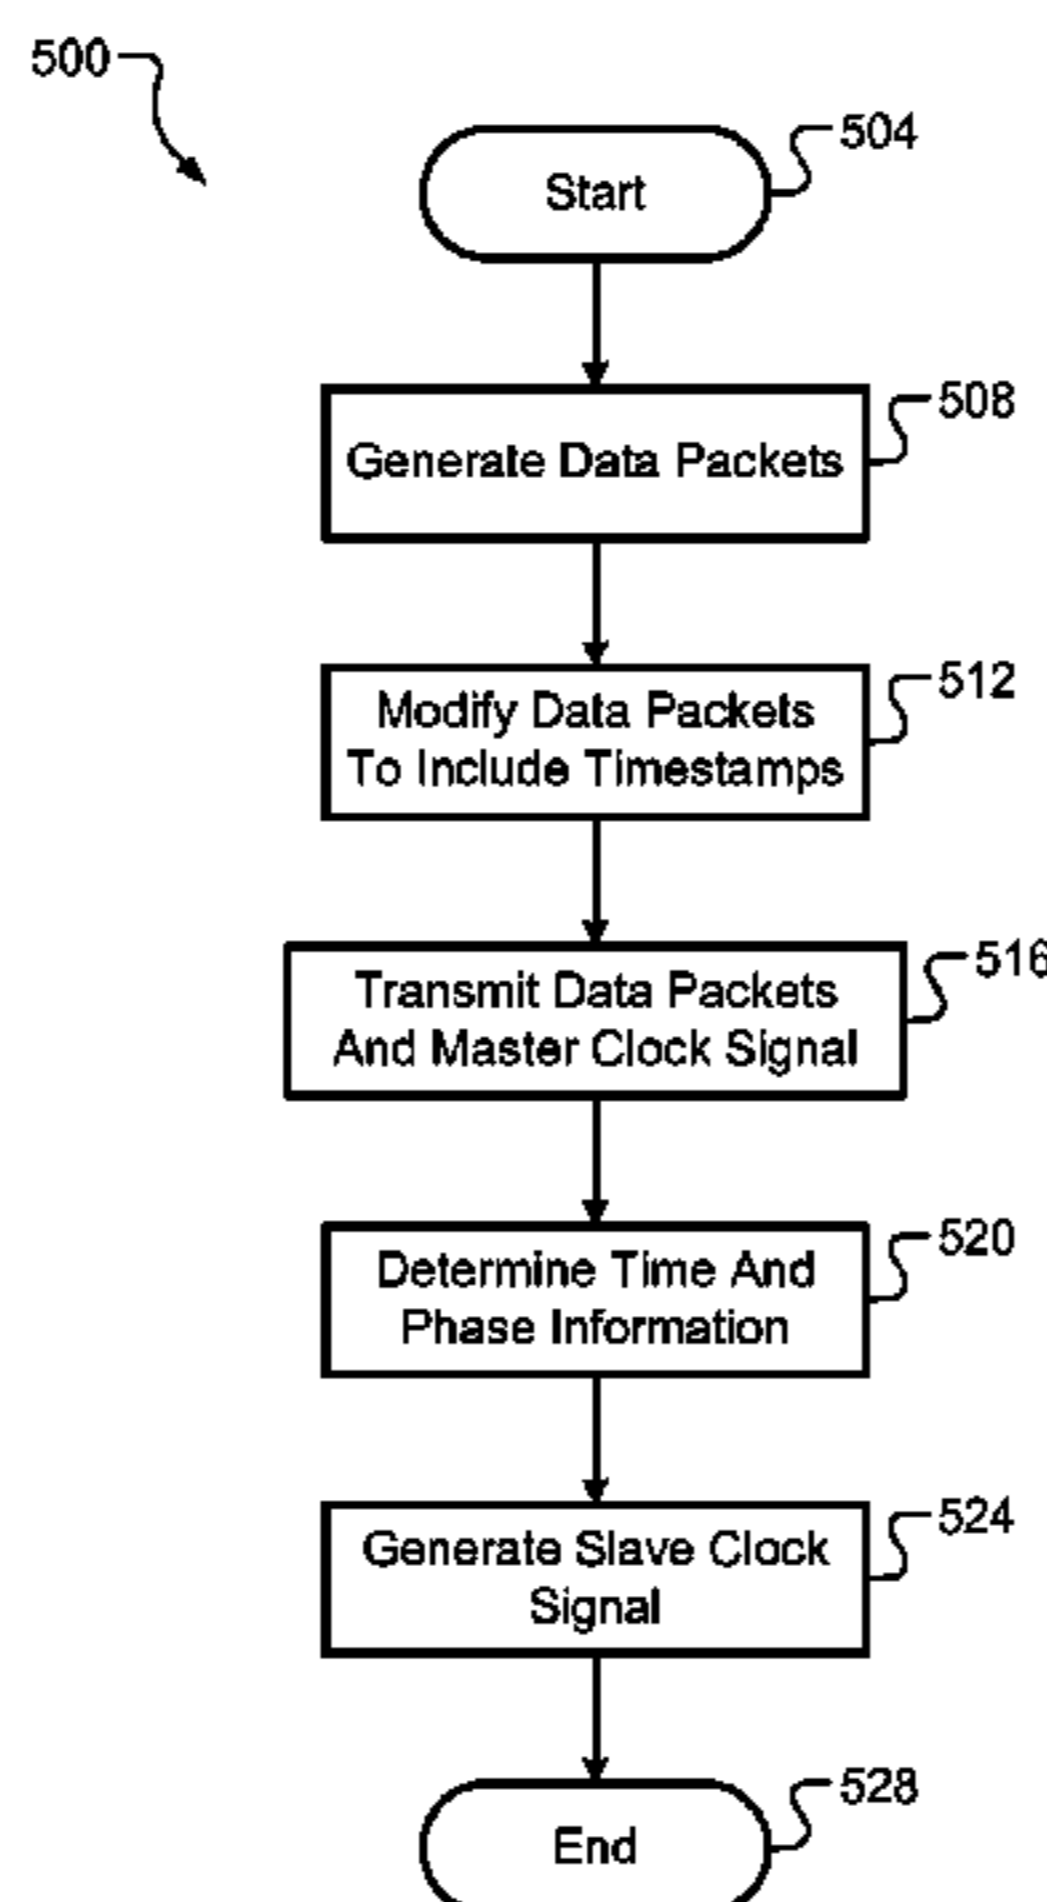 500
504
Start
508
Generate Data Packets
512
Modify Data Packets
To Include Timestamps
516
Transmit Data Packets
And Master Clock Signal
520
Determine Time And
Phase Information
524
Generate Slave Clock
Signal
528
End